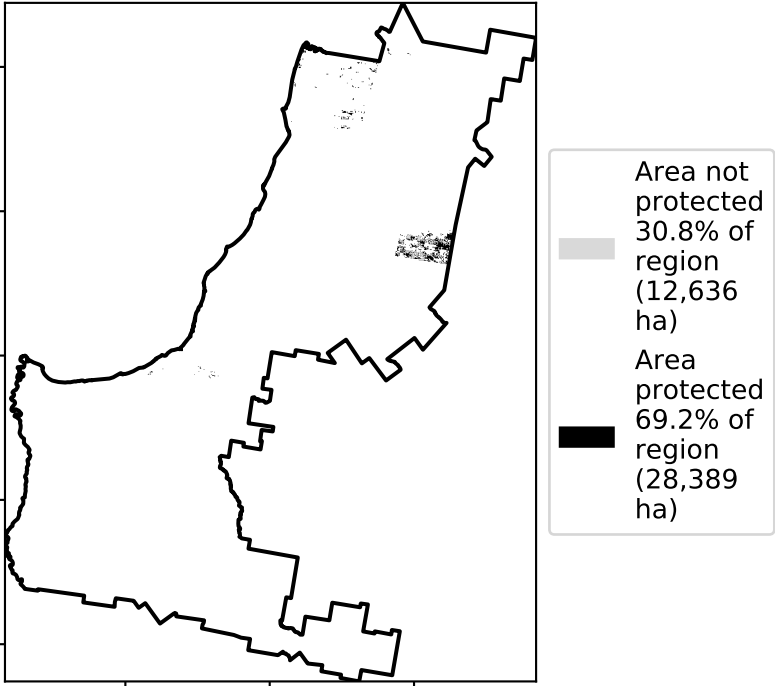 Area not
protected
30.8% of
region
(12,636
ha)
Area
protected
69.2% of
region
(28,389
ha)